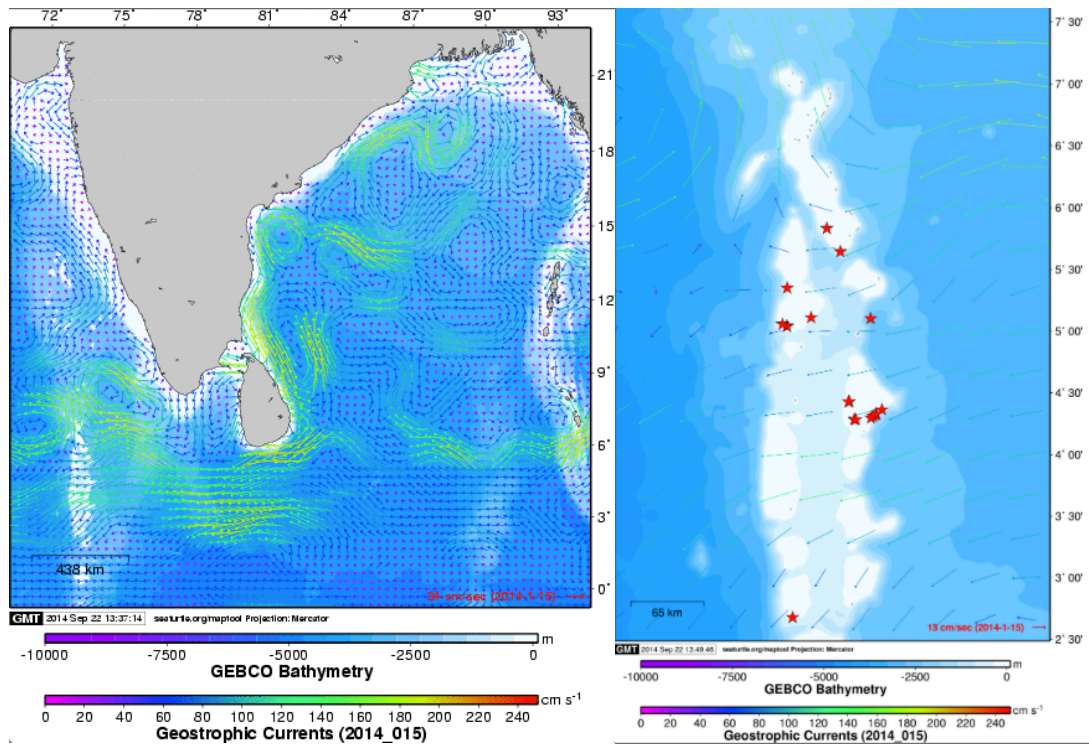 72˚ 75˚ 78˚ 81˚ 84˚ 87˚ 90˚ 93˚
21˚
18˚
15˚
12˚
9˚
6˚
3˚
0˚
438 km
31 cm/sec (2014-1-15)
GMT 2014 Sep 22 13:37:14 seaturtle.org/maptool Projection: Mercator
m
-10000 -7500 -5000 -2500 0
GEBCO Bathymetry
cm s⁻¹
0 20 40 60 80 100 120 140 160 180 200 220 240
Geostrophic Currents (2014_015)
7˚ 30'
7˚ 00'
6˚ 30'
6˚ 00'
5˚ 30'
5˚ 00'
4˚ 30'
4˚ 00'
3˚ 30'
3˚ 00'
2˚ 30'
65 km
13 cm/sec (2014-1-15)
GMT 2014 Sep 22 13:49:46 seaturtle.org/maptool Projection: Mercator
m
-10000 -7500 -5000 -2500 0
GEBCO Bathymetry
cm s⁻¹
0 20 40 60 80 100 120 140 160 180 200 220 240
Geostrophic Currents (2014_015)